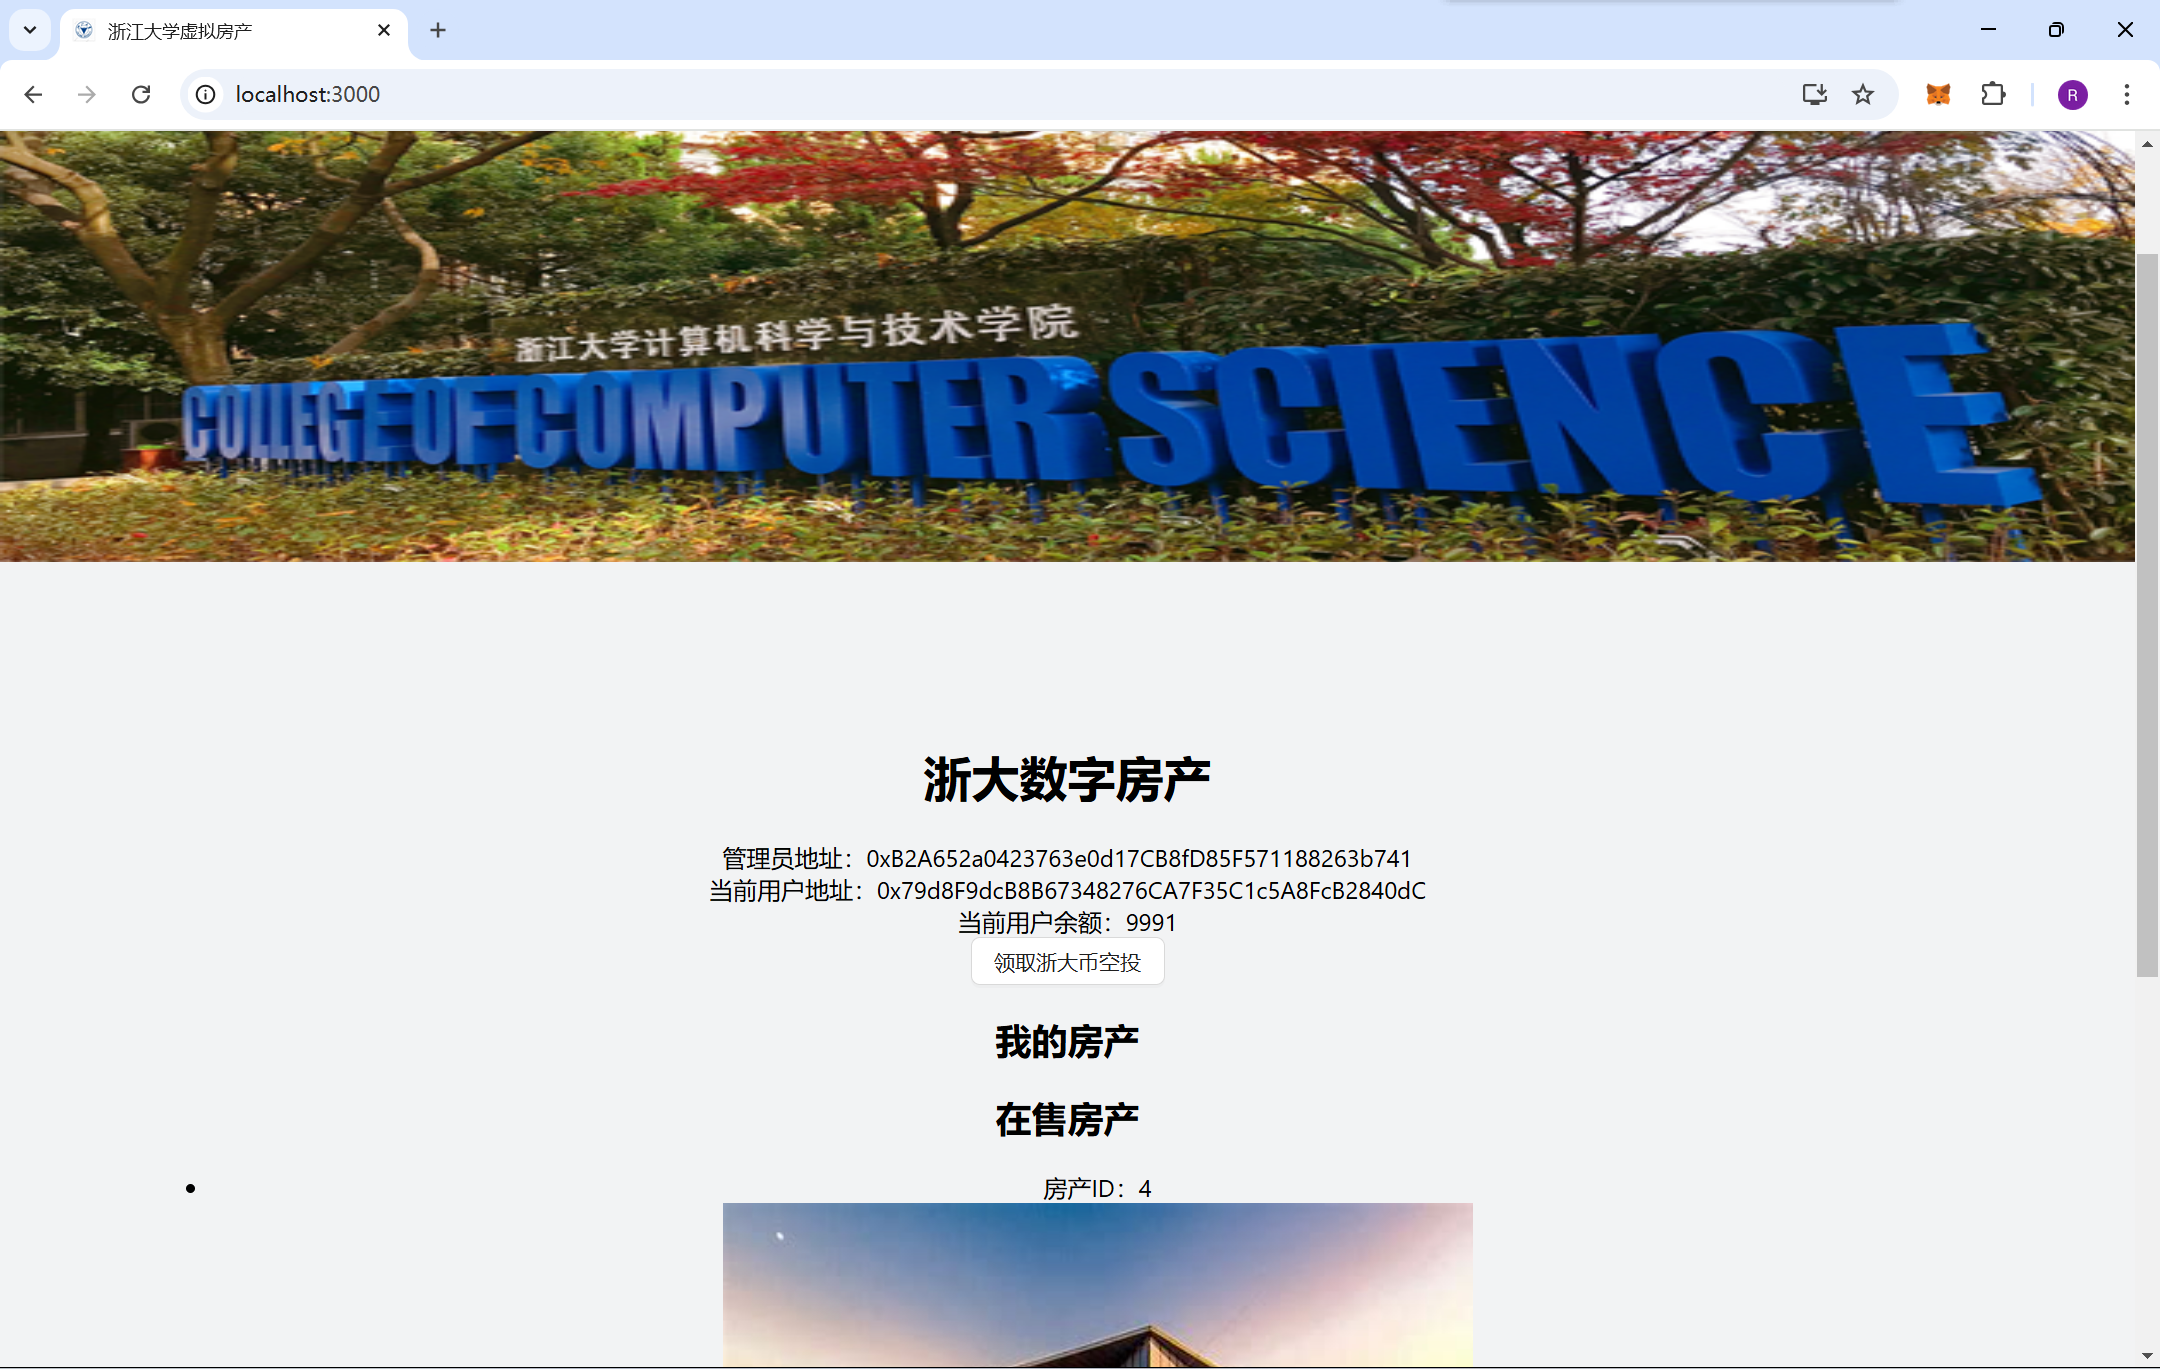 浙江大学虚拟房产
localhost:3000
R
浙江大学计算机科学与技术学院
COLLEGE OF COMPUTER SCIENCE
浙大数字房产
管理员地址：0xB2A652a0423763e0d17CB8fD85F571188263b741
当前用户地址：0x79d8F9dcB8B67348276CA7F35C1c5A8FcB2840dC
当前用户余额：9991
领取浙大币空投
我的房产
在售房产
房产ID：4